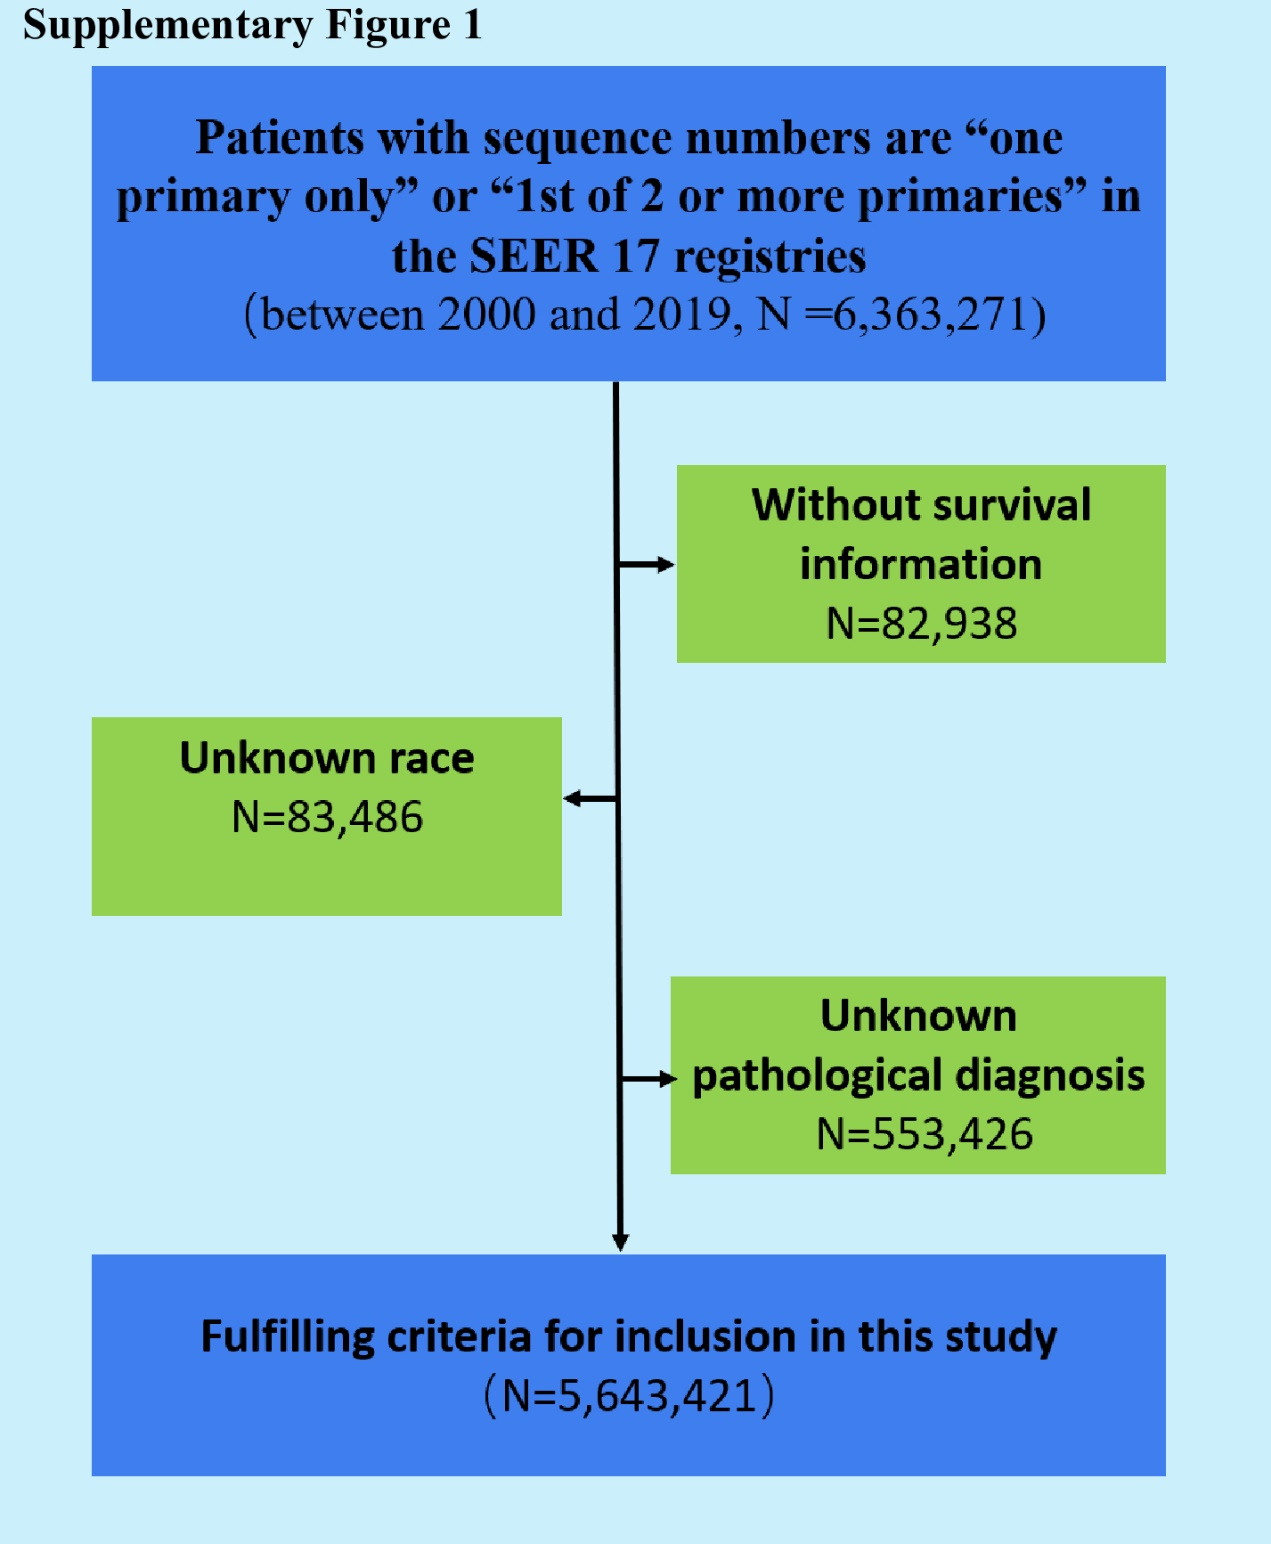 Supplementary Figure 1
Patients with sequence numbers are “one
primary only” or “1st of 2 or more primaries” in
the SEER 17 registries
(between 2000 and 2019, N =6,363,271)
Without survival
information
N=82,938
Unknown race
N=83,486
Unknown
pathological diagnosis
N=553,426
Fulfilling criteria for inclusion in this study
(N=5,643,421)